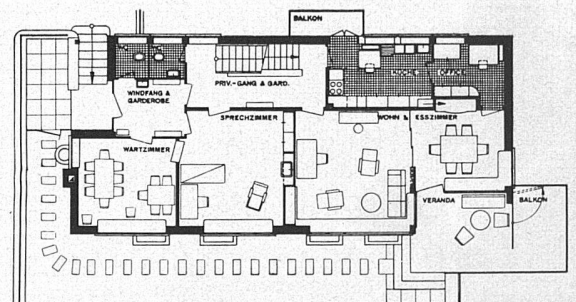 BALKON
KÜCHE
OFFICE
PRIV.-GANG & GARD.
WINDFANG &
GARDEROBE
SPRECHZIMMER
WOHN & ESSZIMMER
WARTZIMMER
VERANDA
BALKON